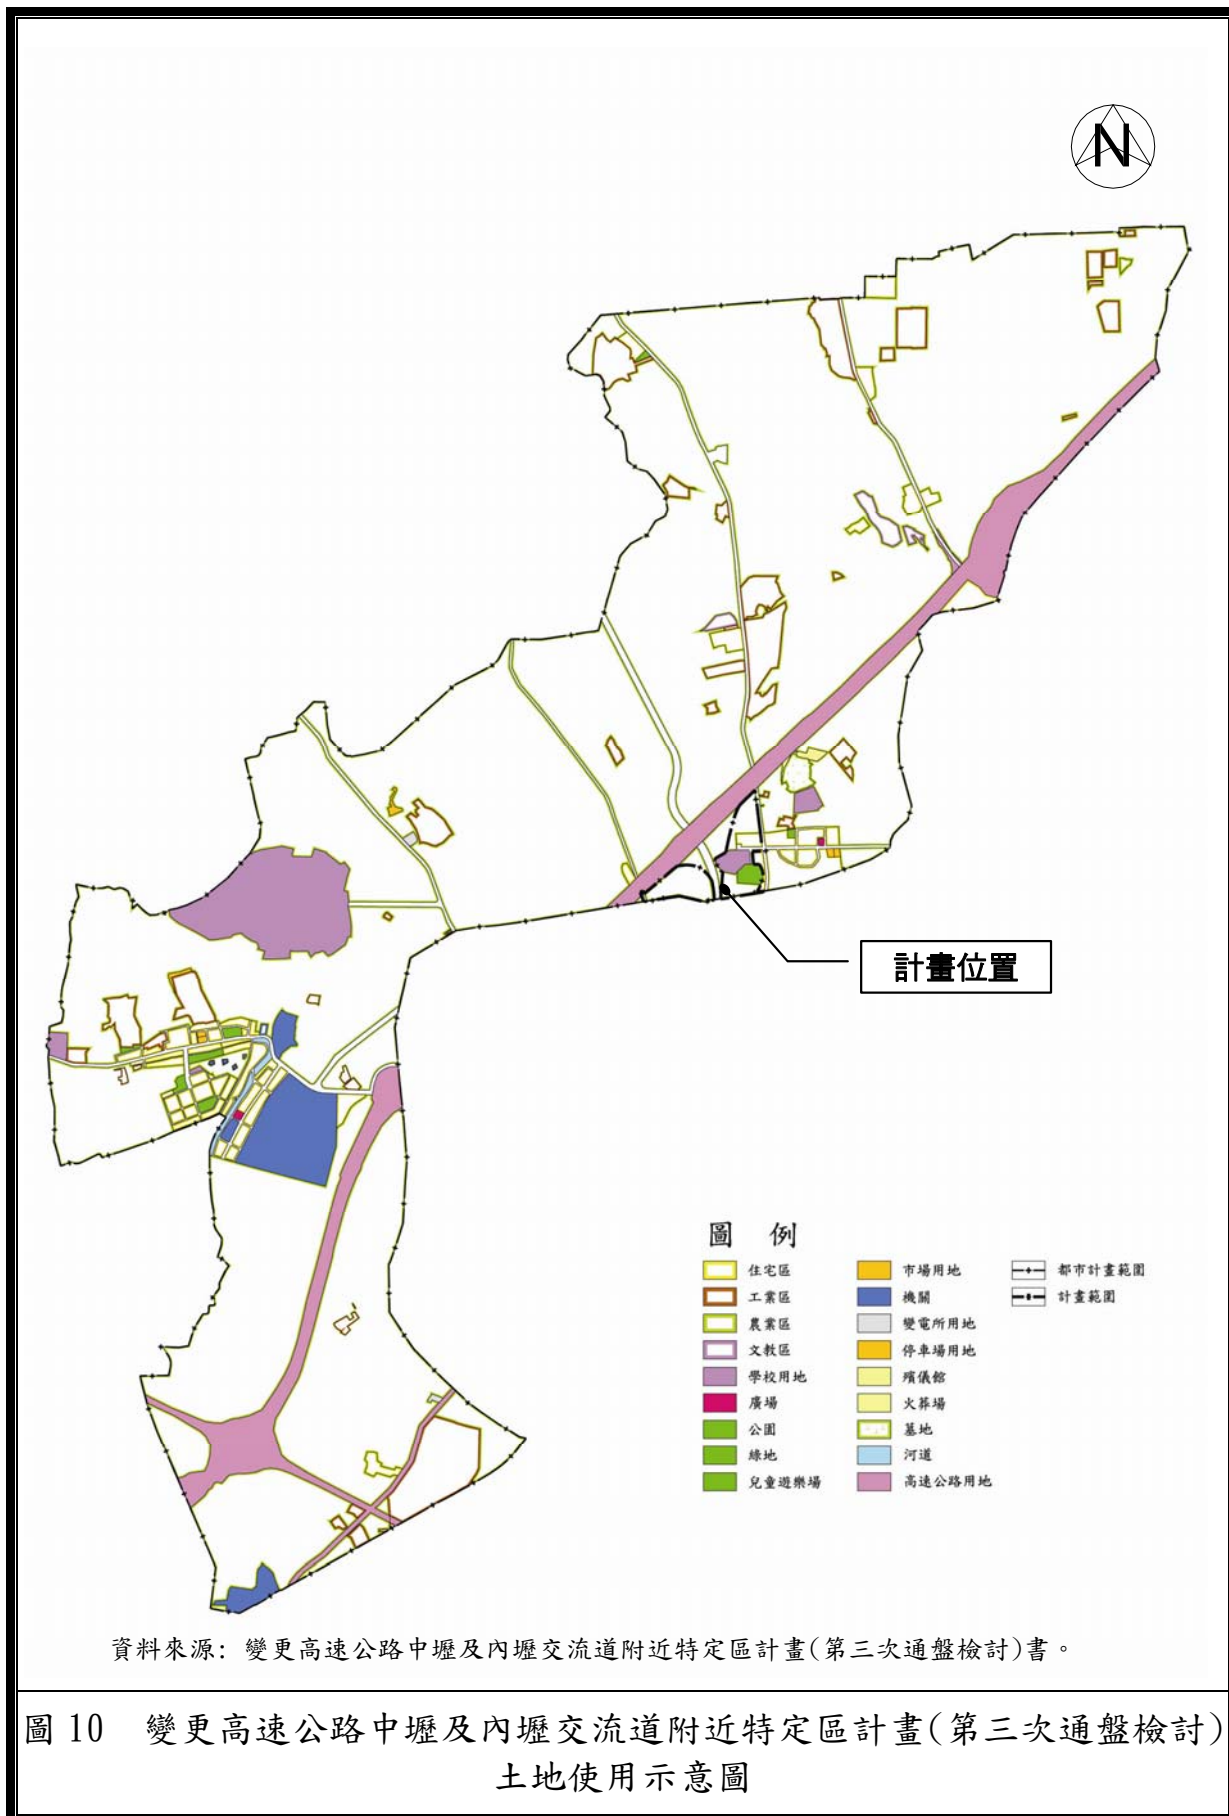 N
計畫位置
圖 例
住宅區
工業區
農業區
文教區
學校用地
廣場
公園
綠地
兒童遊樂場
市場用地
機關
變電所用地
停車場用地
殯儀館
火葬場
墓地
河道
高速公路用地
都市計畫範圍
計畫範圍
資料來源: 變更高速公路中壢及內壢交流道附近特定區計畫(第三次通盤檢討)書。
圖 10 變更高速公路中壢及內壢交流道附近特定區計畫(第三次通盤檢討)
土地使用示意圖